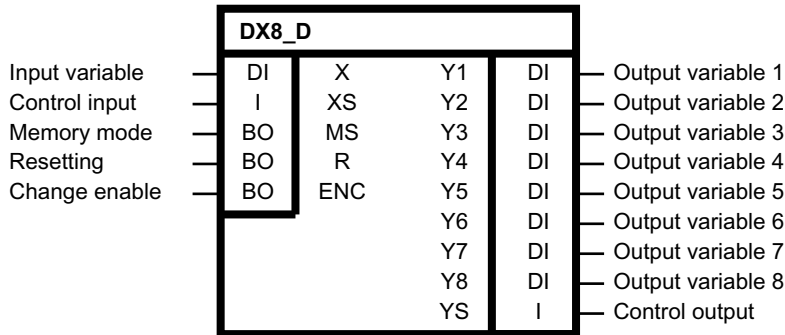 DX8_D
Input variable DI X Y1 DI Output variable 1
Control input I XS Y2 DI Output variable 2
Memory mode BO MS Y3 DI Output variable 3
Resetting BO R Y4 DI Output variable 4
Change enable BO ENC Y5 DI Output variable 5
Y6 DI Output variable 6
Y7 DI Output variable 7
Y8 DI Output variable 8
YS I Control output